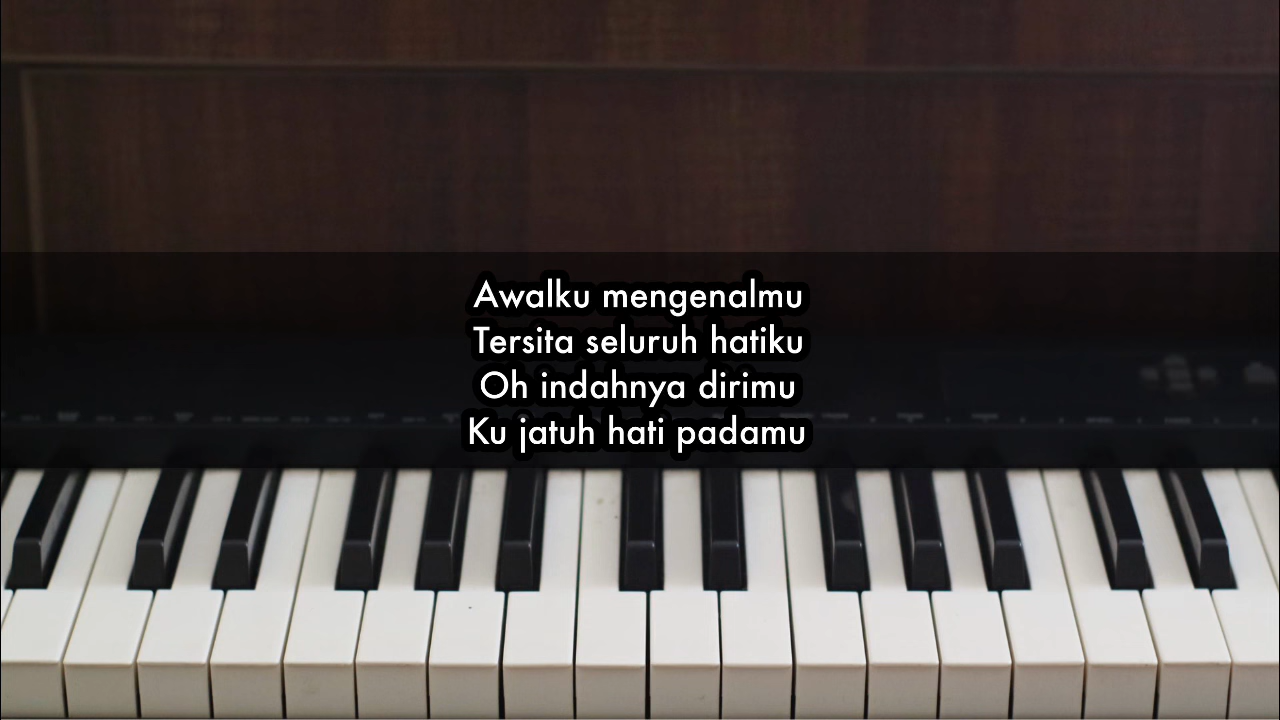 Awalku mengenalmu
Tersita seluruh hatiku
Oh indahnya dirimu
Ku jatuh hati padamu